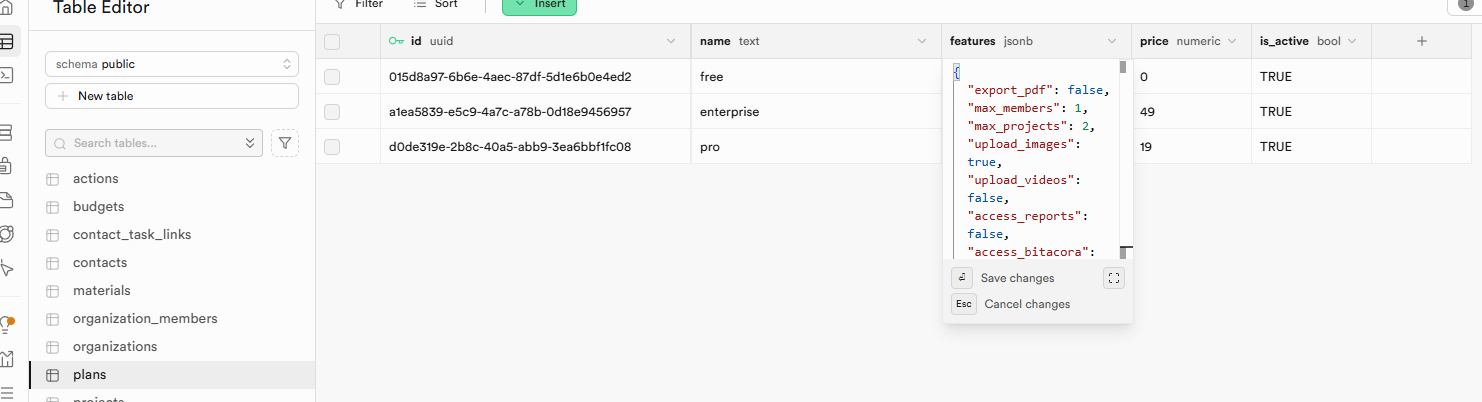 Table Editor
Filter
Sort
Insert
1
schema public
New table
Search tables...
actions
budgets
contact_task_links
contacts
materials
organization_members
organizations
plans
projects
id uuid
name text
features jsonb
price numeric
is_active bool
+
015d8a97-6b6e-4aec-87df-5d1e6b0e4ed2
free
0
TRUE
a1ea5839-e5c9-4a7c-a78b-0d18e9456957
enterprise
49
TRUE
d0de319e-2b8c-40a5-abb9-3ea6bbf1fc08
pro
19
TRUE
{
"export_pdf": false,
"max_members": 1,
"max_projects": 2,
"upload_images":
true,
"upload_videos":
false,
"access_reports":
false,
"access_bitacora":
Save changes
Esc Cancel changes